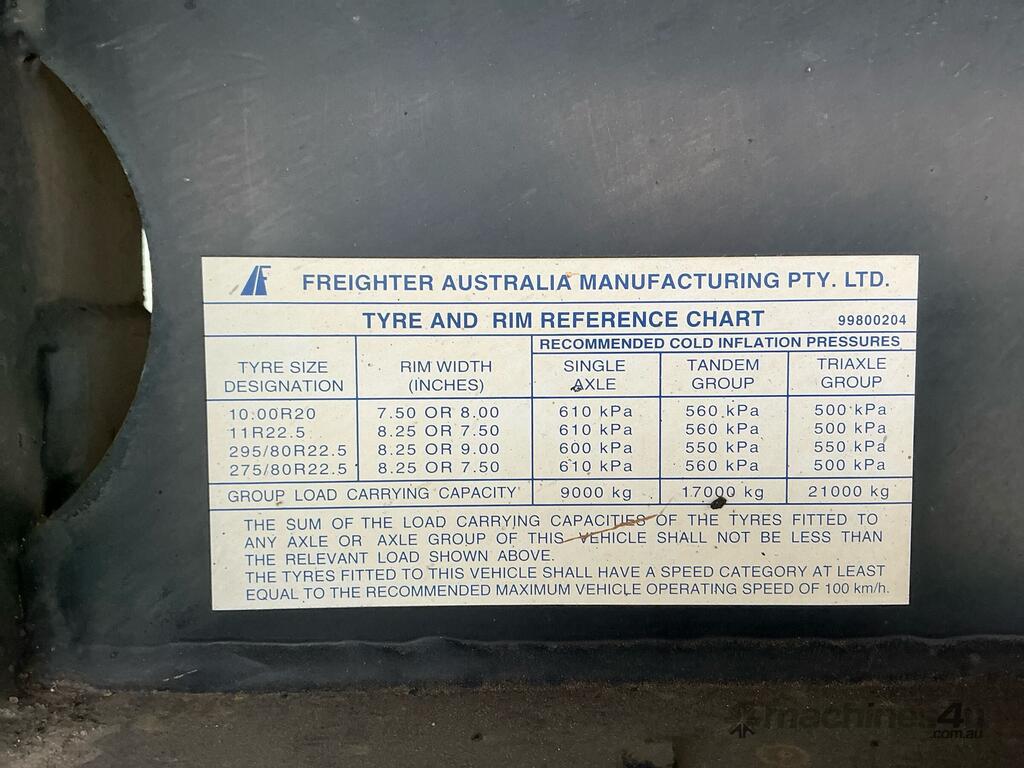 FREIGHTER AUSTRALIA MANUFACTURING PTY. LTD.
TYRE AND RIM REFERENCE CHART 99800204
RECOMMENDED COLD INFLATION PRESSURES
TYRE SIZE DESIGNATION RIM WIDTH (INCHES) SINGLE AXLE TANDEM GROUP TRIAXLE GROUP
10.00R20 7.50 OR 8.00 610 kPa 560 kPa 500 kPa
11R22.5 8.25 OR 7.50 610 kPa 560 kPa 500 kPa
295/80R22.5 8.25 OR 9.00 600 kPa 550 kPa 550 kPa
275/80R22.5 8.25 OR 7.50 610 kPa 560 kPa 500 kPa
GROUP LOAD CARRYING CAPACITY 9000 kg 17000 kg 21000 kg
THE SUM OF THE LOAD CARRYING CAPACITIES OF THE TYRES FITTED TO
ANY AXLE OR AXLE GROUP OF THIS VEHICLE SHALL NOT BE LESS THAN
THE RELEVANT LOAD SHOWN ABOVE.
THE TYRES FITTED TO THIS VEHICLE SHALL HAVE A SPEED CATEGORY AT LEAST
EQUAL TO THE RECOMMENDED MAXIMUM VEHICLE OPERATING SPEED OF 100 km/h.
machines4u
.com.au